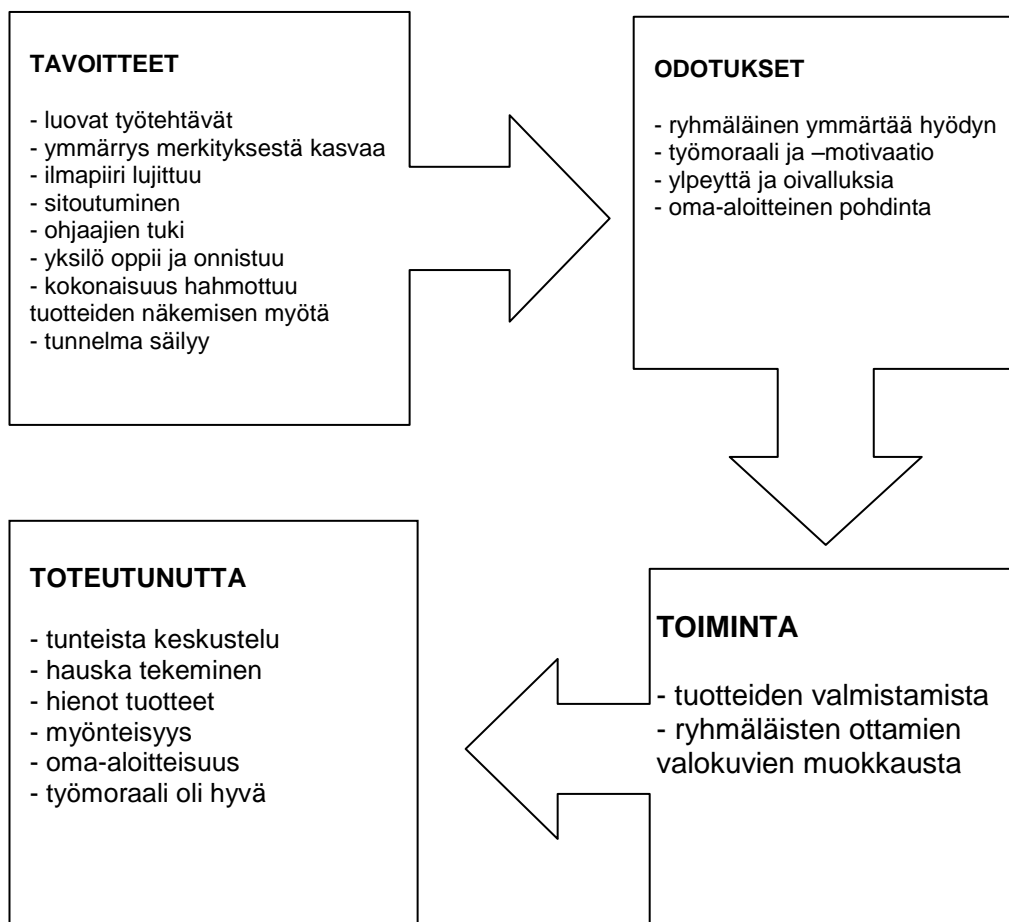 TAVOITTEET
- luovat työtehtävät
- ymmärrys merkityksestä kasvaa
- ilmapiiri lujittuu
- sitoutuminen
- ohjaajien tuki
- yksilö oppii ja onnistuu
- kokonaisuus hahmottuu
tuotteiden näkemisen myötä
- tunnelma säilyy
ODOTUKSET
- ryhmäläinen ymmärtää hyödyn
- työmoraali ja –motivaatio
- ylpeyttä ja oivalluksia
- oma-aloitteinen pohdinta
TOIMINTA
- tuotteiden valmistamista
- ryhmäläisten ottamien
valokuvien muokkausta
TOTEUTUNUTTA
- tunteista keskustelu
- hauska tekeminen
- hienot tuotteet
- myönteisyys
- oma-aloitteisuus
- työmoraali oli hyvä